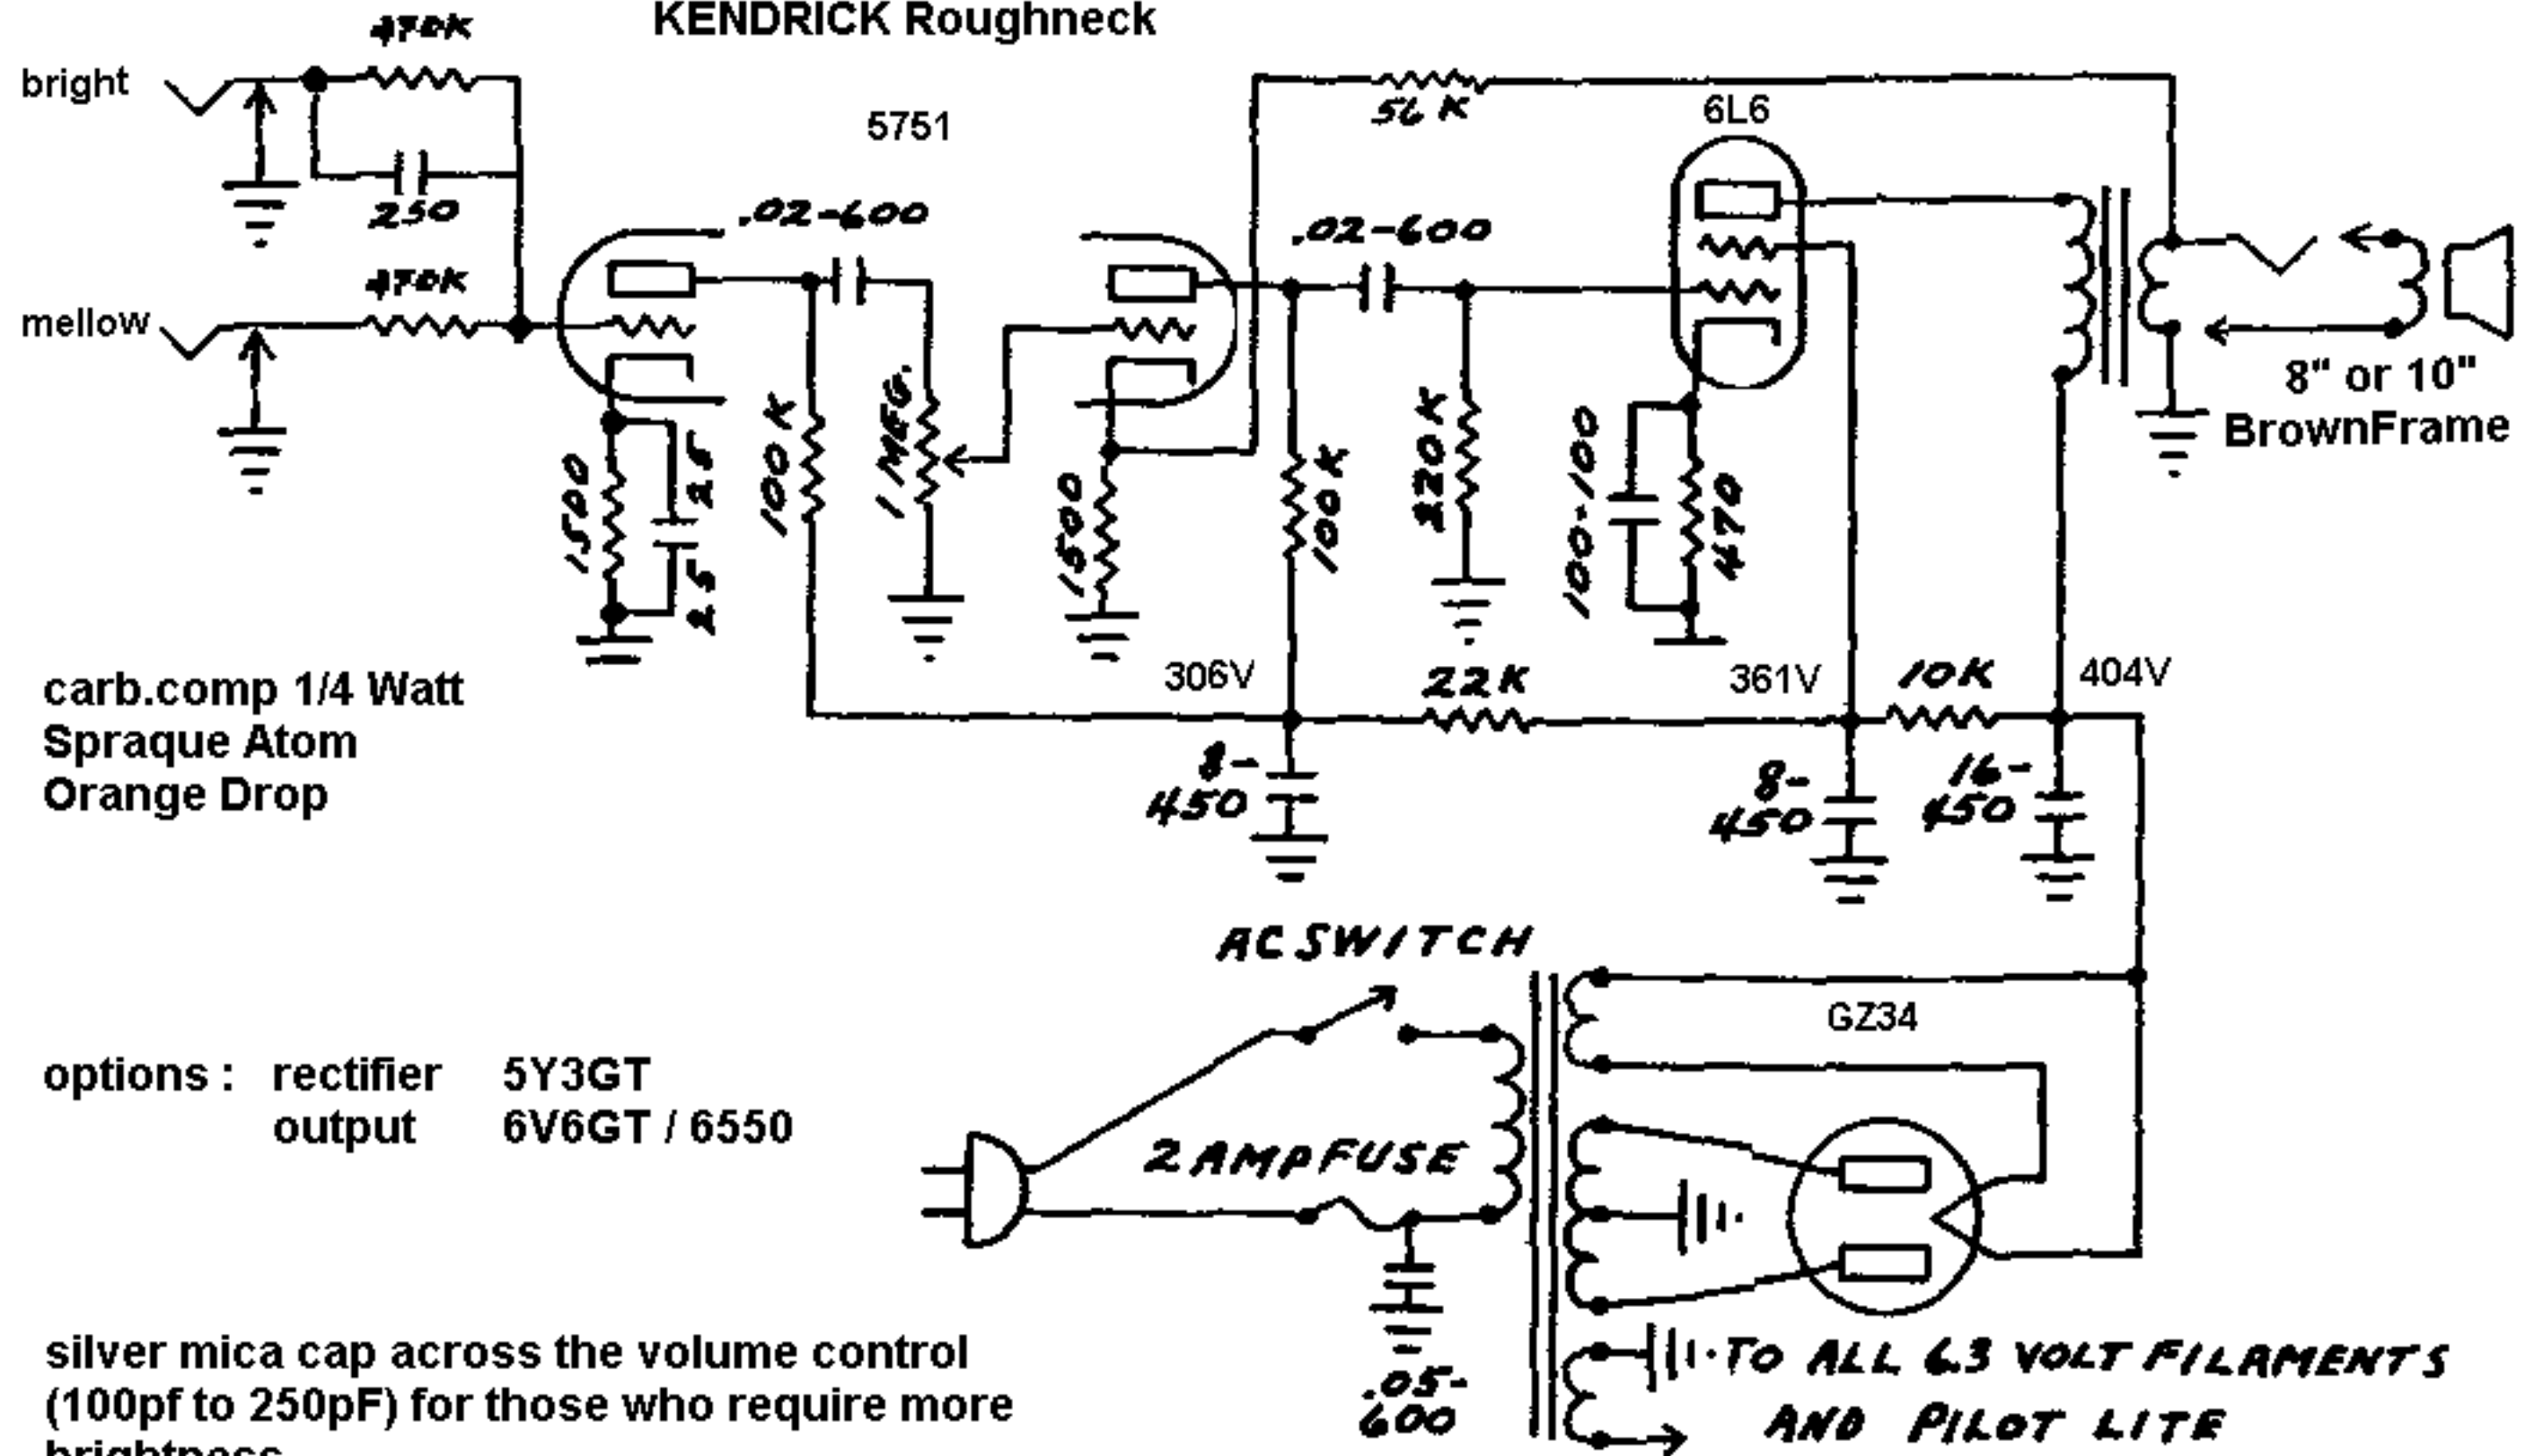 KENDRICK Roughneck
470K
bright
5751
56K
6L6
250
.02-600
.02-600
470K
mellow
8" or 10"
BrownFrame
1500
25
25
100K
1 MEG.
1500
100K
220K
100-100
470
carb.comp 1/4 Watt
Spraque Atom
Orange Drop
306V
22K
361V
10K
404V
8-
450
8-
450
16-
450
AC SWITCH
GZ34
options : rectifier 5Y3GT
output 6V6GT / 6550
2 AMP FUSE
silver mica cap across the volume control
(100pf to 250pF) for those who require more
brightness
.05-
600
TO ALL 6.3 VOLT FILAMENTS
AND PILOT LITE